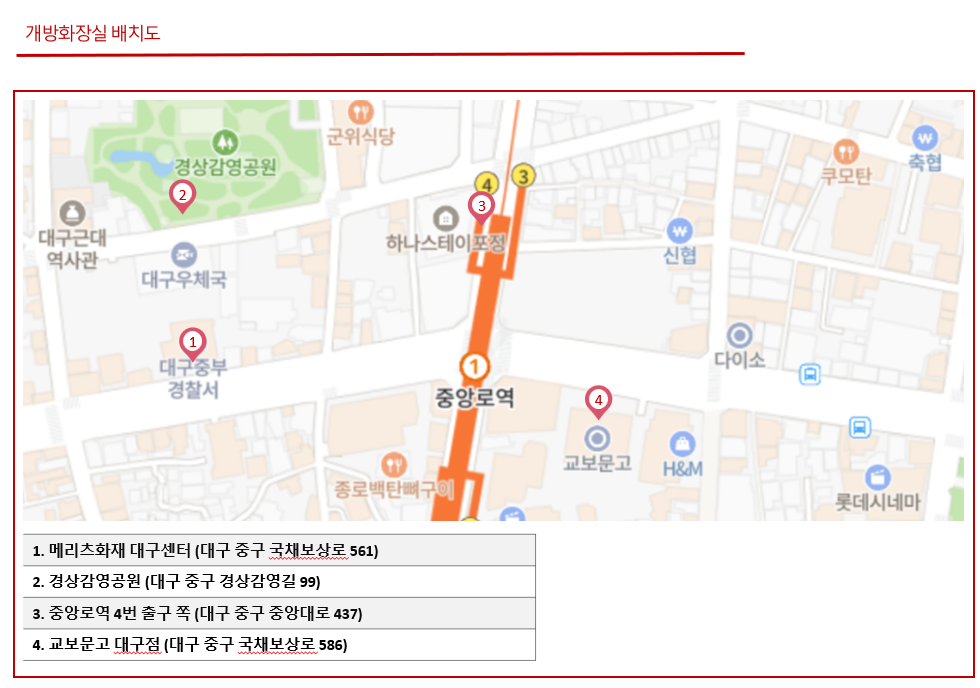 개방화장실 배치도
군위식당
경상감영공원
쿠모탄
축협
4
3
2
3
대구근대
역사관
하나스테이포정
신협
대구우체국
1
대구중부
경찰서
다이소
1
중앙로역
4
교보문고
H&M
종로백탄뼈구이
롯데시네마
1. 메리츠화재 대구센터 (대구 중구 국채보상로 561)
2. 경상감영공원 (대구 중구 경상감영길 99)
3. 중앙로역 4번 출구 쪽 (대구 중구 중앙대로 437)
4. 교보문고 대구점 (대구 중구 국채보상로 586)